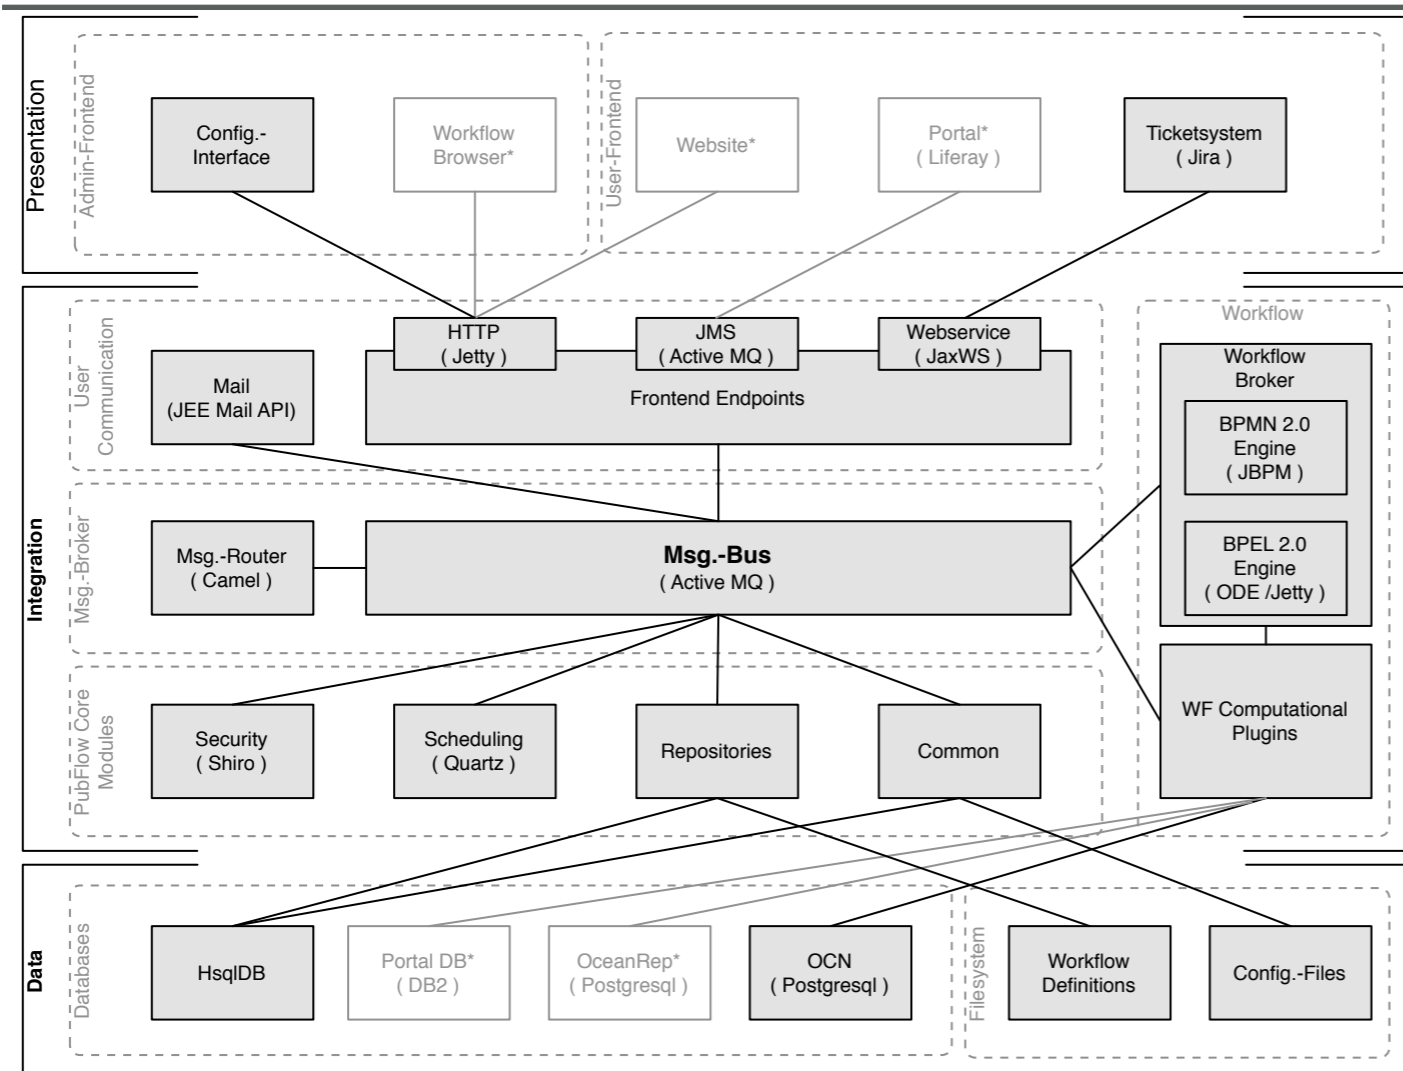 Presentation
Admin-Frontend
Config.-
Interface
Workflow
Browser*
User-Frontend
Website*
Portal*
( Liferay )
Ticketsystem
( Jira )
Integration
User
Communication
Mail
(JEE Mail API)
HTTP
( Jetty )
JMS
( Active MQ )
Webservice
( JaxWS )
Frontend Endpoints
Workflow
Workflow
Broker
BPMN 2.0
Engine
( JBPM )
BPEL 2.0
Engine
( ODE /Jetty )
Msg.-Broker
Msg.-Router
( Camel )
Msg.-Bus
( Active MQ )
PubFlow Core
Modules
Security
( Shiro )
Scheduling
( Quartz )
Repositories
Common
WF Computational
Plugins
Data
Databases
HsqlDB
Portal DB*
( DB2 )
OceanRep*
( Postgresql )
OCN
( Postgresql )
Filesystem
Workflow
Definitions
Config.-Files